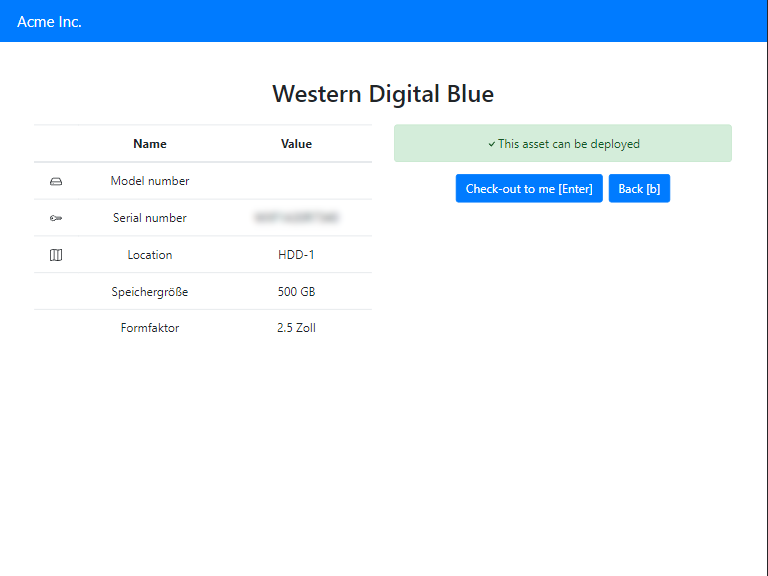 Acme Inc.
Western Digital Blue
Name Value
Model number
Serial number
Location HDD-1
Speichergröße 500 GB
Formfaktor 2.5 Zoll
✓ This asset can be deployed
Check-out to me [Enter] Back [b]